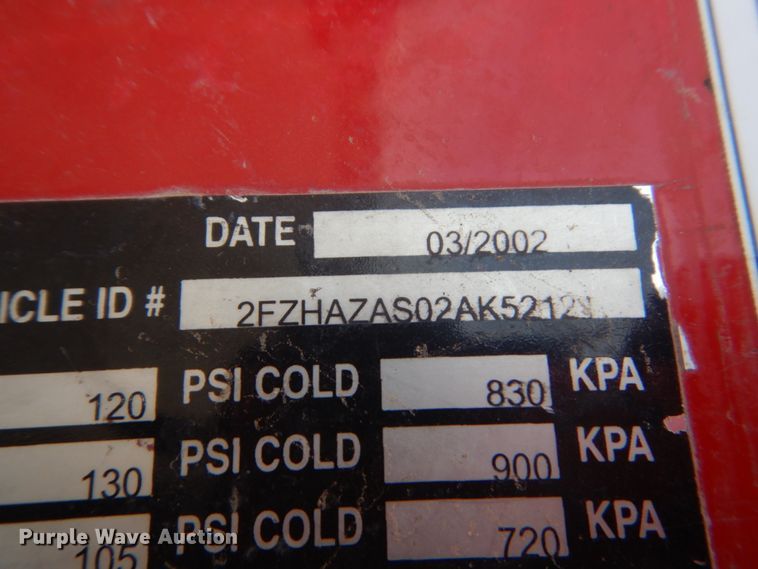 DATE 03/2002
ICLE ID #
120 PSI COLD 830 KPA
130 PSI COLD 900 KPA
105 PSI COLD 720 KPA
Purple Wave Auction